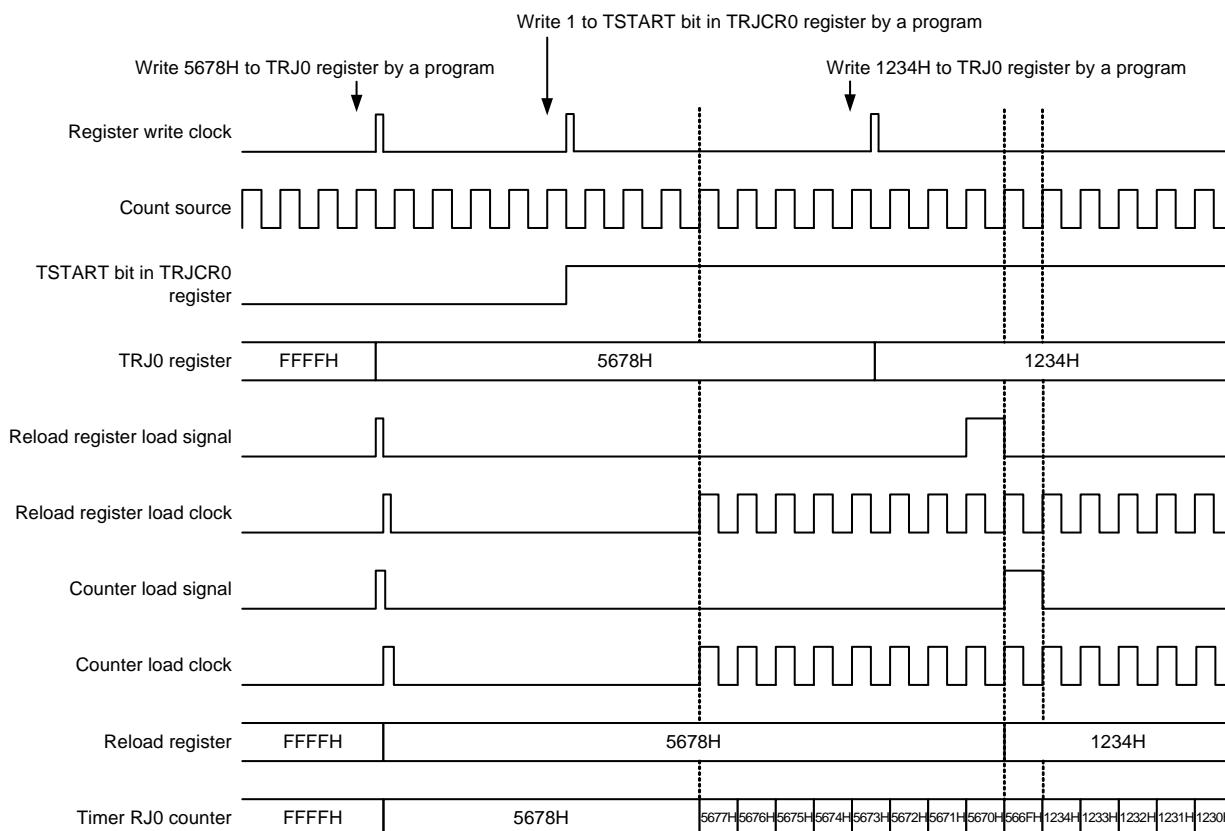 Write 1 to TSTART bit in TRJCR0 register by a program
Write 5678H to TRJ0 register by a program
Write 1234H to TRJ0 register by a program
Register write clock
Count source
TSTART bit in TRJCR0
register
TRJ0 register
FFFFH
5678H
1234H
Reload register load signal
Reload register load clock
Counter load signal
Counter load clock
Reload register
FFFFH
5678H
1234H
Timer RJ0 counter
FFFFH
5678H
5677H
5676H
5675H
5674H
5673H
5672H
5671H
5670H
566FH
1234H
1233H
1232H
1231H
1230